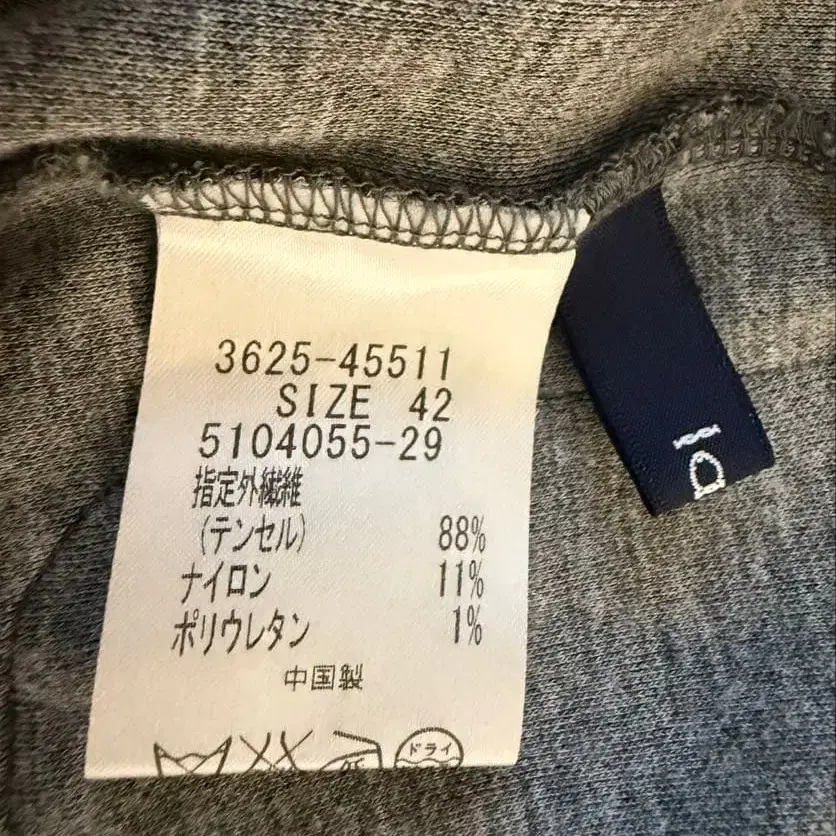 3625-45511
SIZE 42
5104055-29
指定外繊維
(テンセル) 88%
ナイロン 11%
ポリウレタン 1%
中国製
ドライ